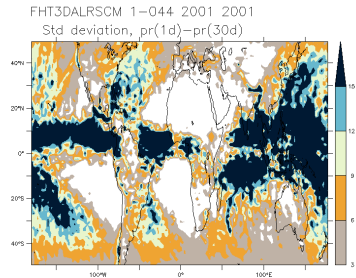 FHT3DALRSCM 1-044 2001 2001
Std deviation, pr(1d)-pr(30d)
40°N
20°N
0°
20°S
40°S
100°W
0°
100°E
15
12
9
6
3